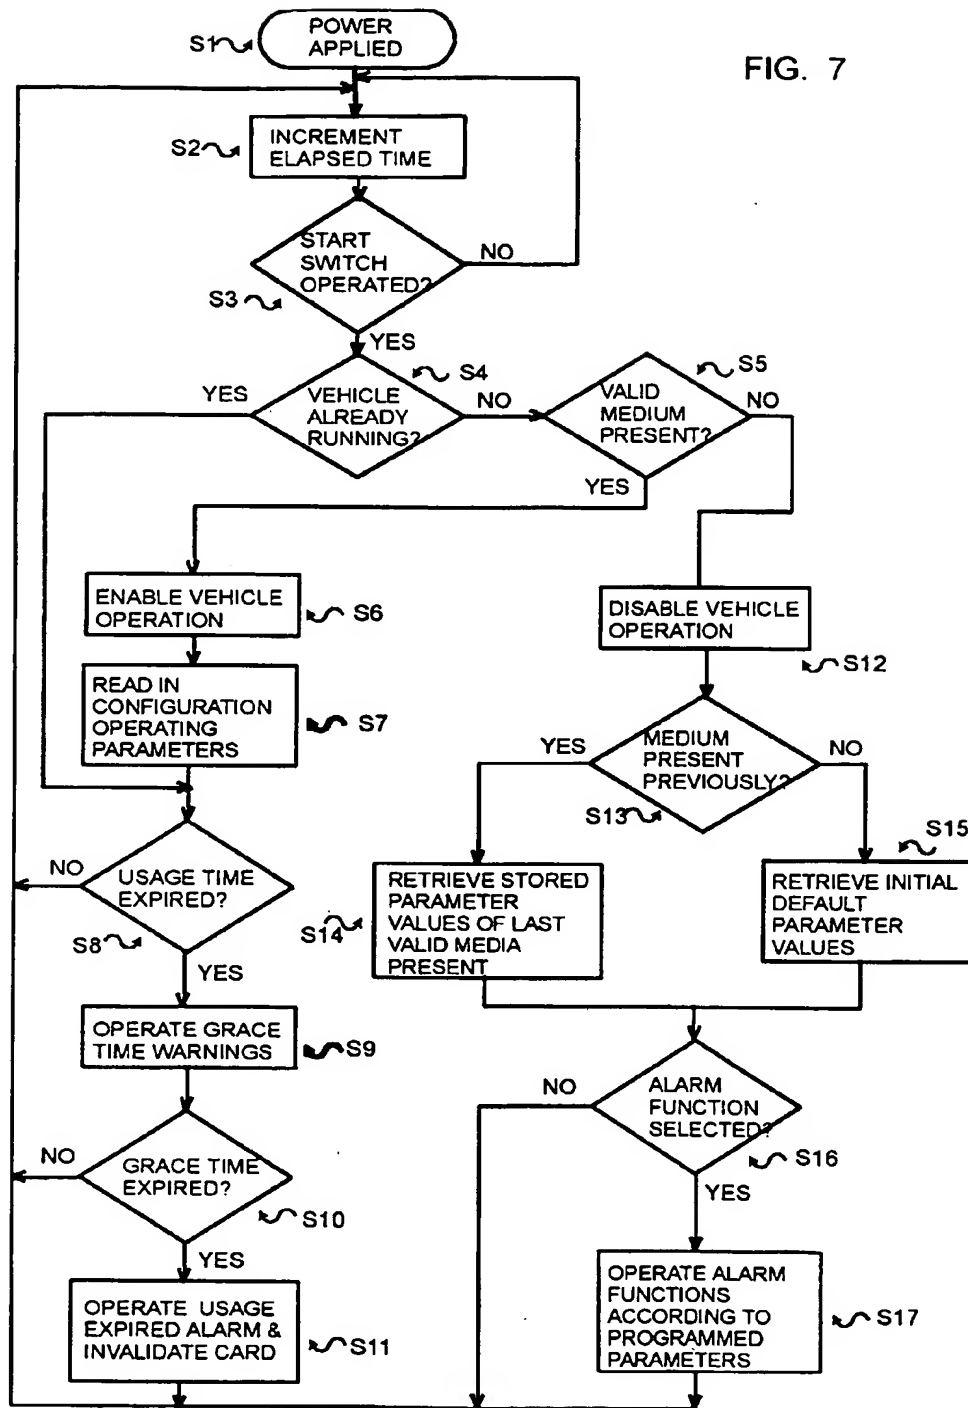 POWER
APPLIED
S1
FIG. 7
INCREMENT
ELAPSED TIME
S2
START
SWITCH
OPERATED?
NO
S3
YES
VEHICLE
ALREADY
RUNNING?
YES
S4
NO
VALID
MEDIUM
PRESENT?
S5
NO
YES
ENABLE VEHICLE
OPERATION
S6
DISABLE VEHICLE
OPERATION
S12
READ IN
CONFIGURATION
OPERATING
PARAMETERS
S7
MEDIUM
PRESENT
PREVIOUSLY?
YES
NO
S13
USAGE TIME
EXPIRED?
NO
S8
YES
RETRIEVE STORED
PARAMETER
VALUES OF LAST
VALID MEDIA
PRESENT
S14
RETRIEVE INITIAL
DEFAULT
PARAMETER
VALUES
S15
OPERATE GRACE
TIME WARNINGS
S9
ALARM
FUNCTION
SELECTED?
NO
S16
YES
GRACE TIME
EXPIRED?
NO
S10
YES
OPERATE USAGE
EXPIRED ALARM &
INVALIDATE CARD
S11
OPERATE ALARM
FUNCTIONS
ACCORDING TO
PROGRAMMED
PARAMETERS
S17